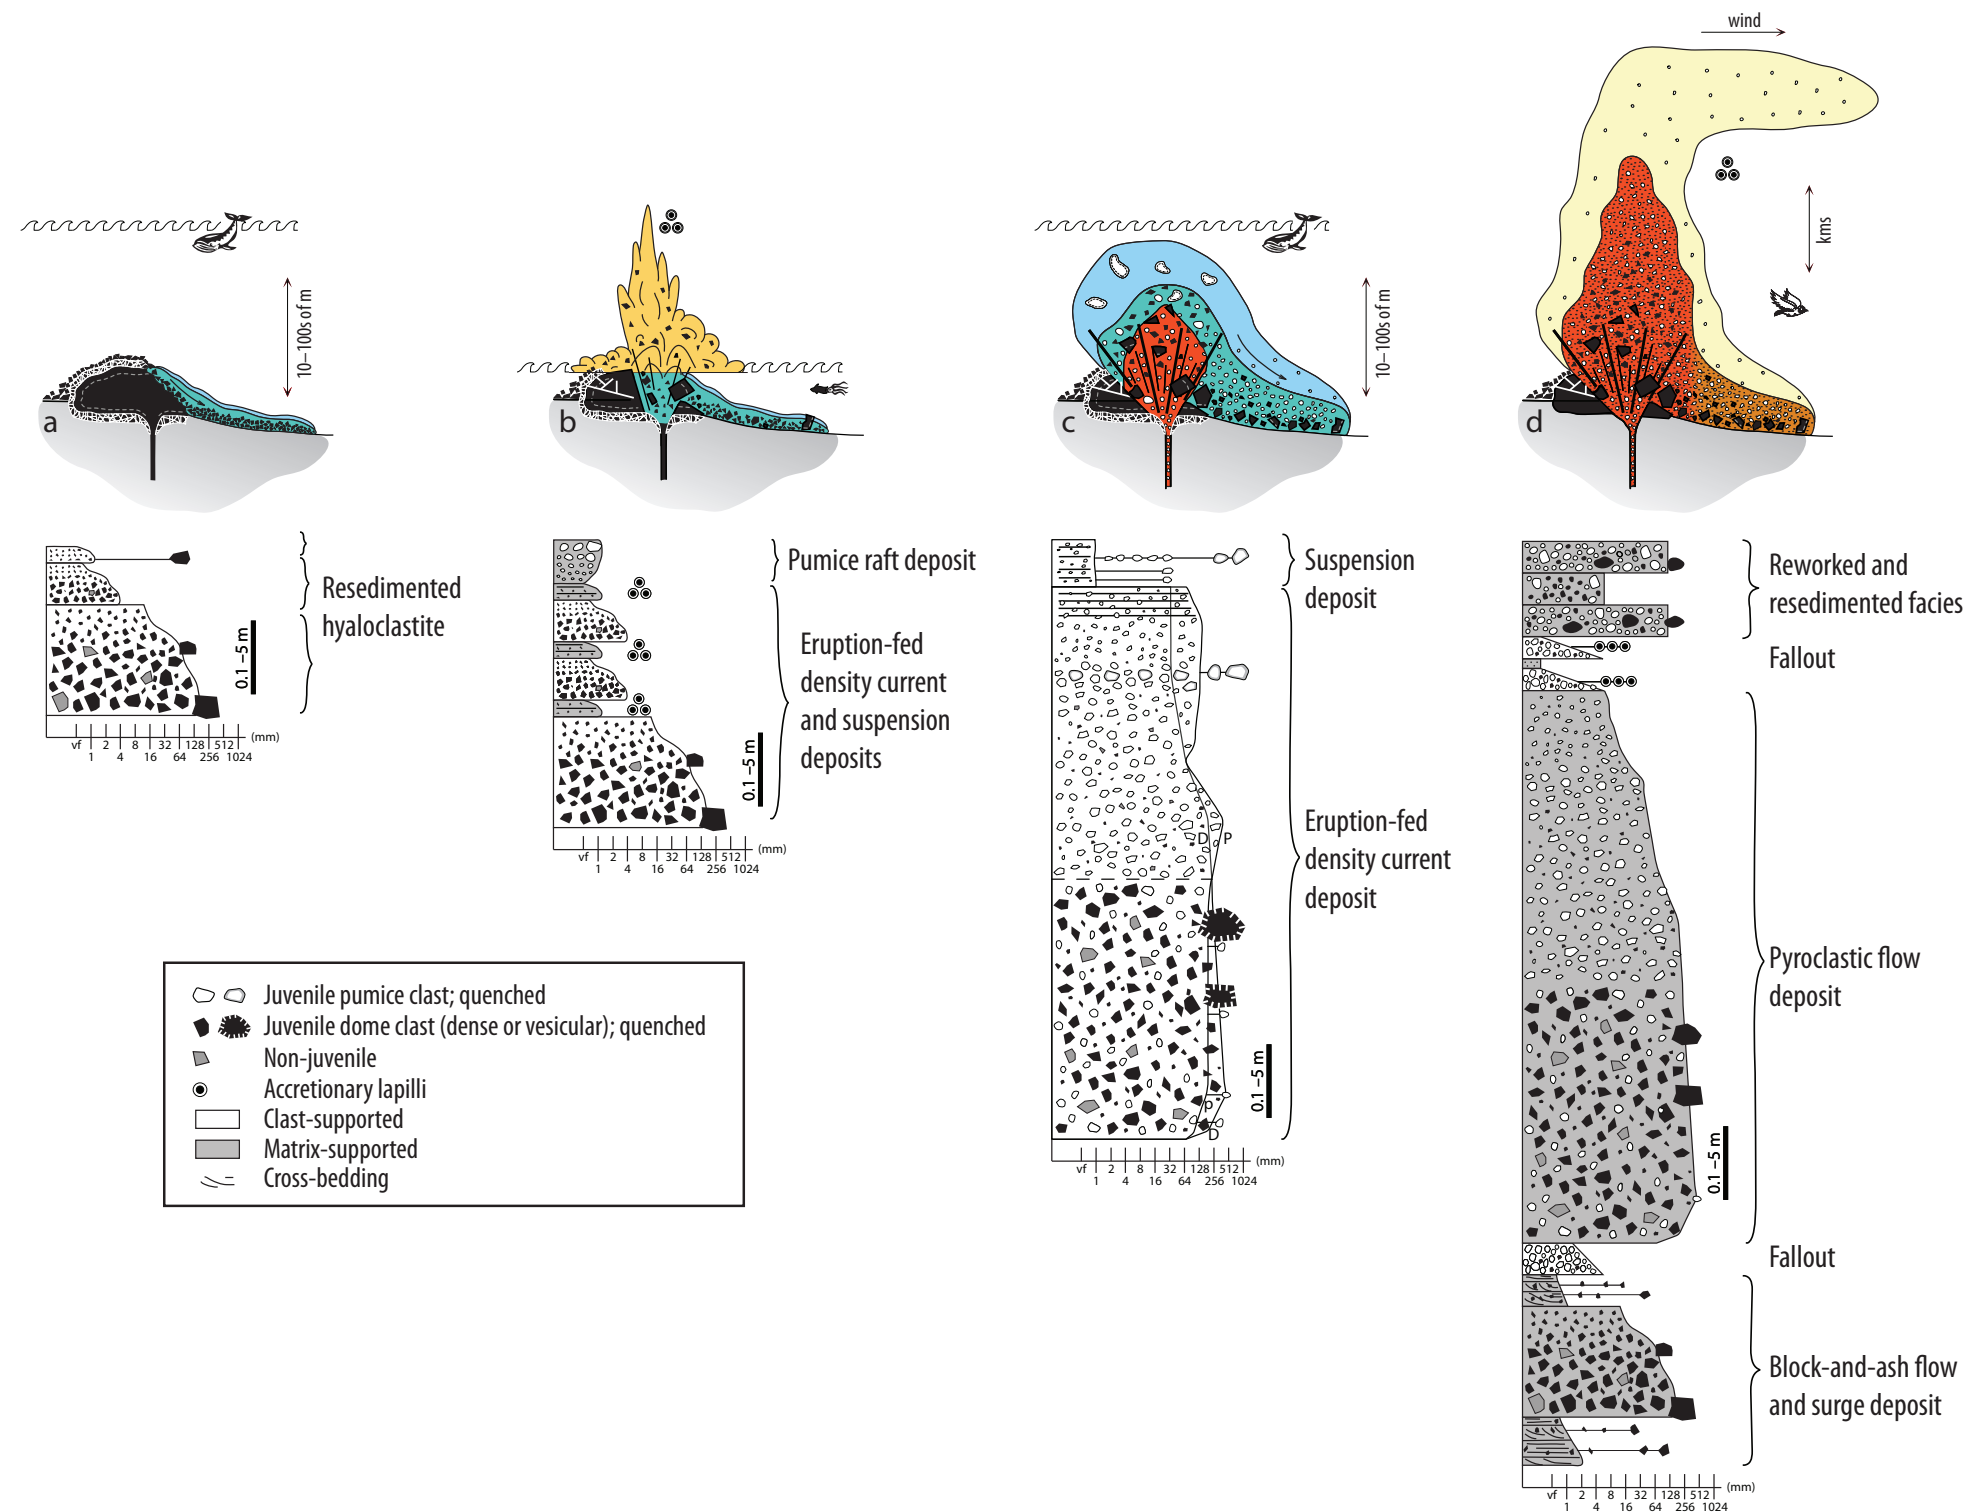 wind
kms
10–100s of m
10–100s of m
a
b
c
d
Resedimented
hyaloclastite
0.1 –5 m
vf 2 8 32 128 512 (mm)
1 4 16 64 256 1024
Pumice raft deposit
Eruption-fed
density current
and suspension
deposits
0.1 –5 m
vf 2 8 32 128 512 (mm)
1 4 16 64 256 1024
Suspension
deposit
D P
Eruption-fed
density current
deposit
p
D
0.1 –5 m
vf 2 8 32 128 512 (mm)
1 4 16 64 256 1024
Reworked and
resedimented facies
Fallout
Pyroclastic flow
deposit
0.1 –5 m
Fallout
Block-and-ash flow
and surge deposit
vf 2 8 32 128 512 (mm)
1 4 16 64 256 1024
Juvenile pumice clast; quenched
Juvenile dome clast (dense or vesicular); quenched
Non-juvenile
Accretionary lapilli
Clast-supported
Matrix-supported
Cross-bedding